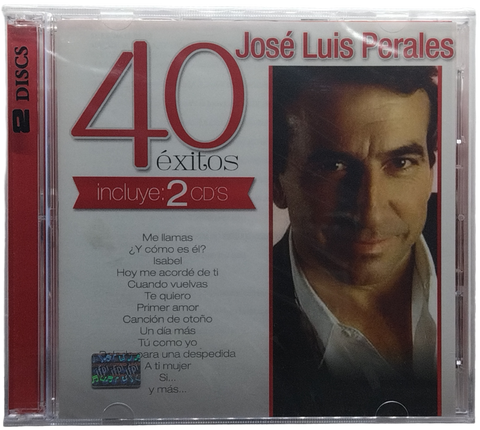 2 DISCS
José Luis Perales
40
éxitos
incluye: 2 CD'S
Me llamas
¿Y cómo es él?
Isabel
Hoy me acordé de ti
Cuando vuelvas
Te quiero
Primer amor
Canción de otoño
Un día más
Tú como yo
para una despedida
A ti mujer
Si...
y más...